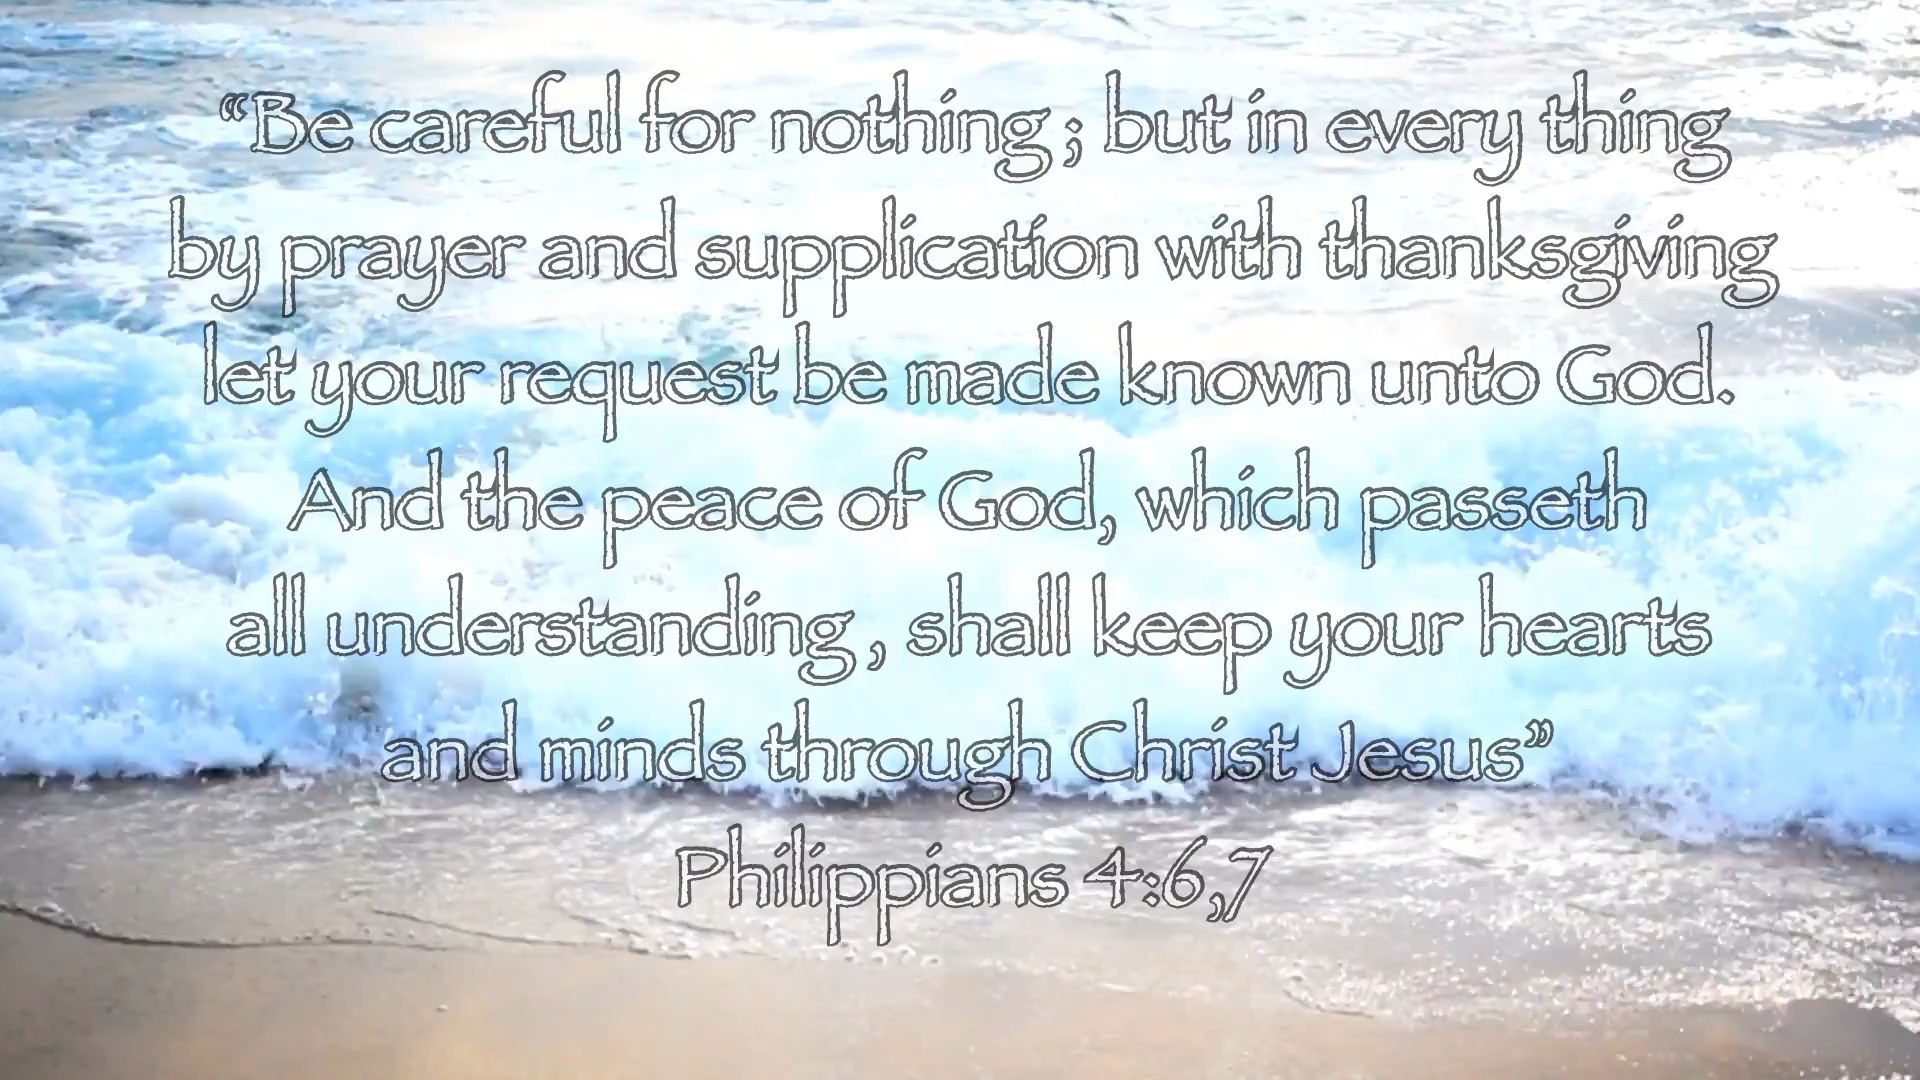 “Be careful for nothing ; but in every thing
by prayer and supplication with thanksgiving
let your request be made known unto God.
And the peace of God, which passeth
all understanding , shall keep your hearts
and minds through Christ Jesus”
Philippians 4:6,7